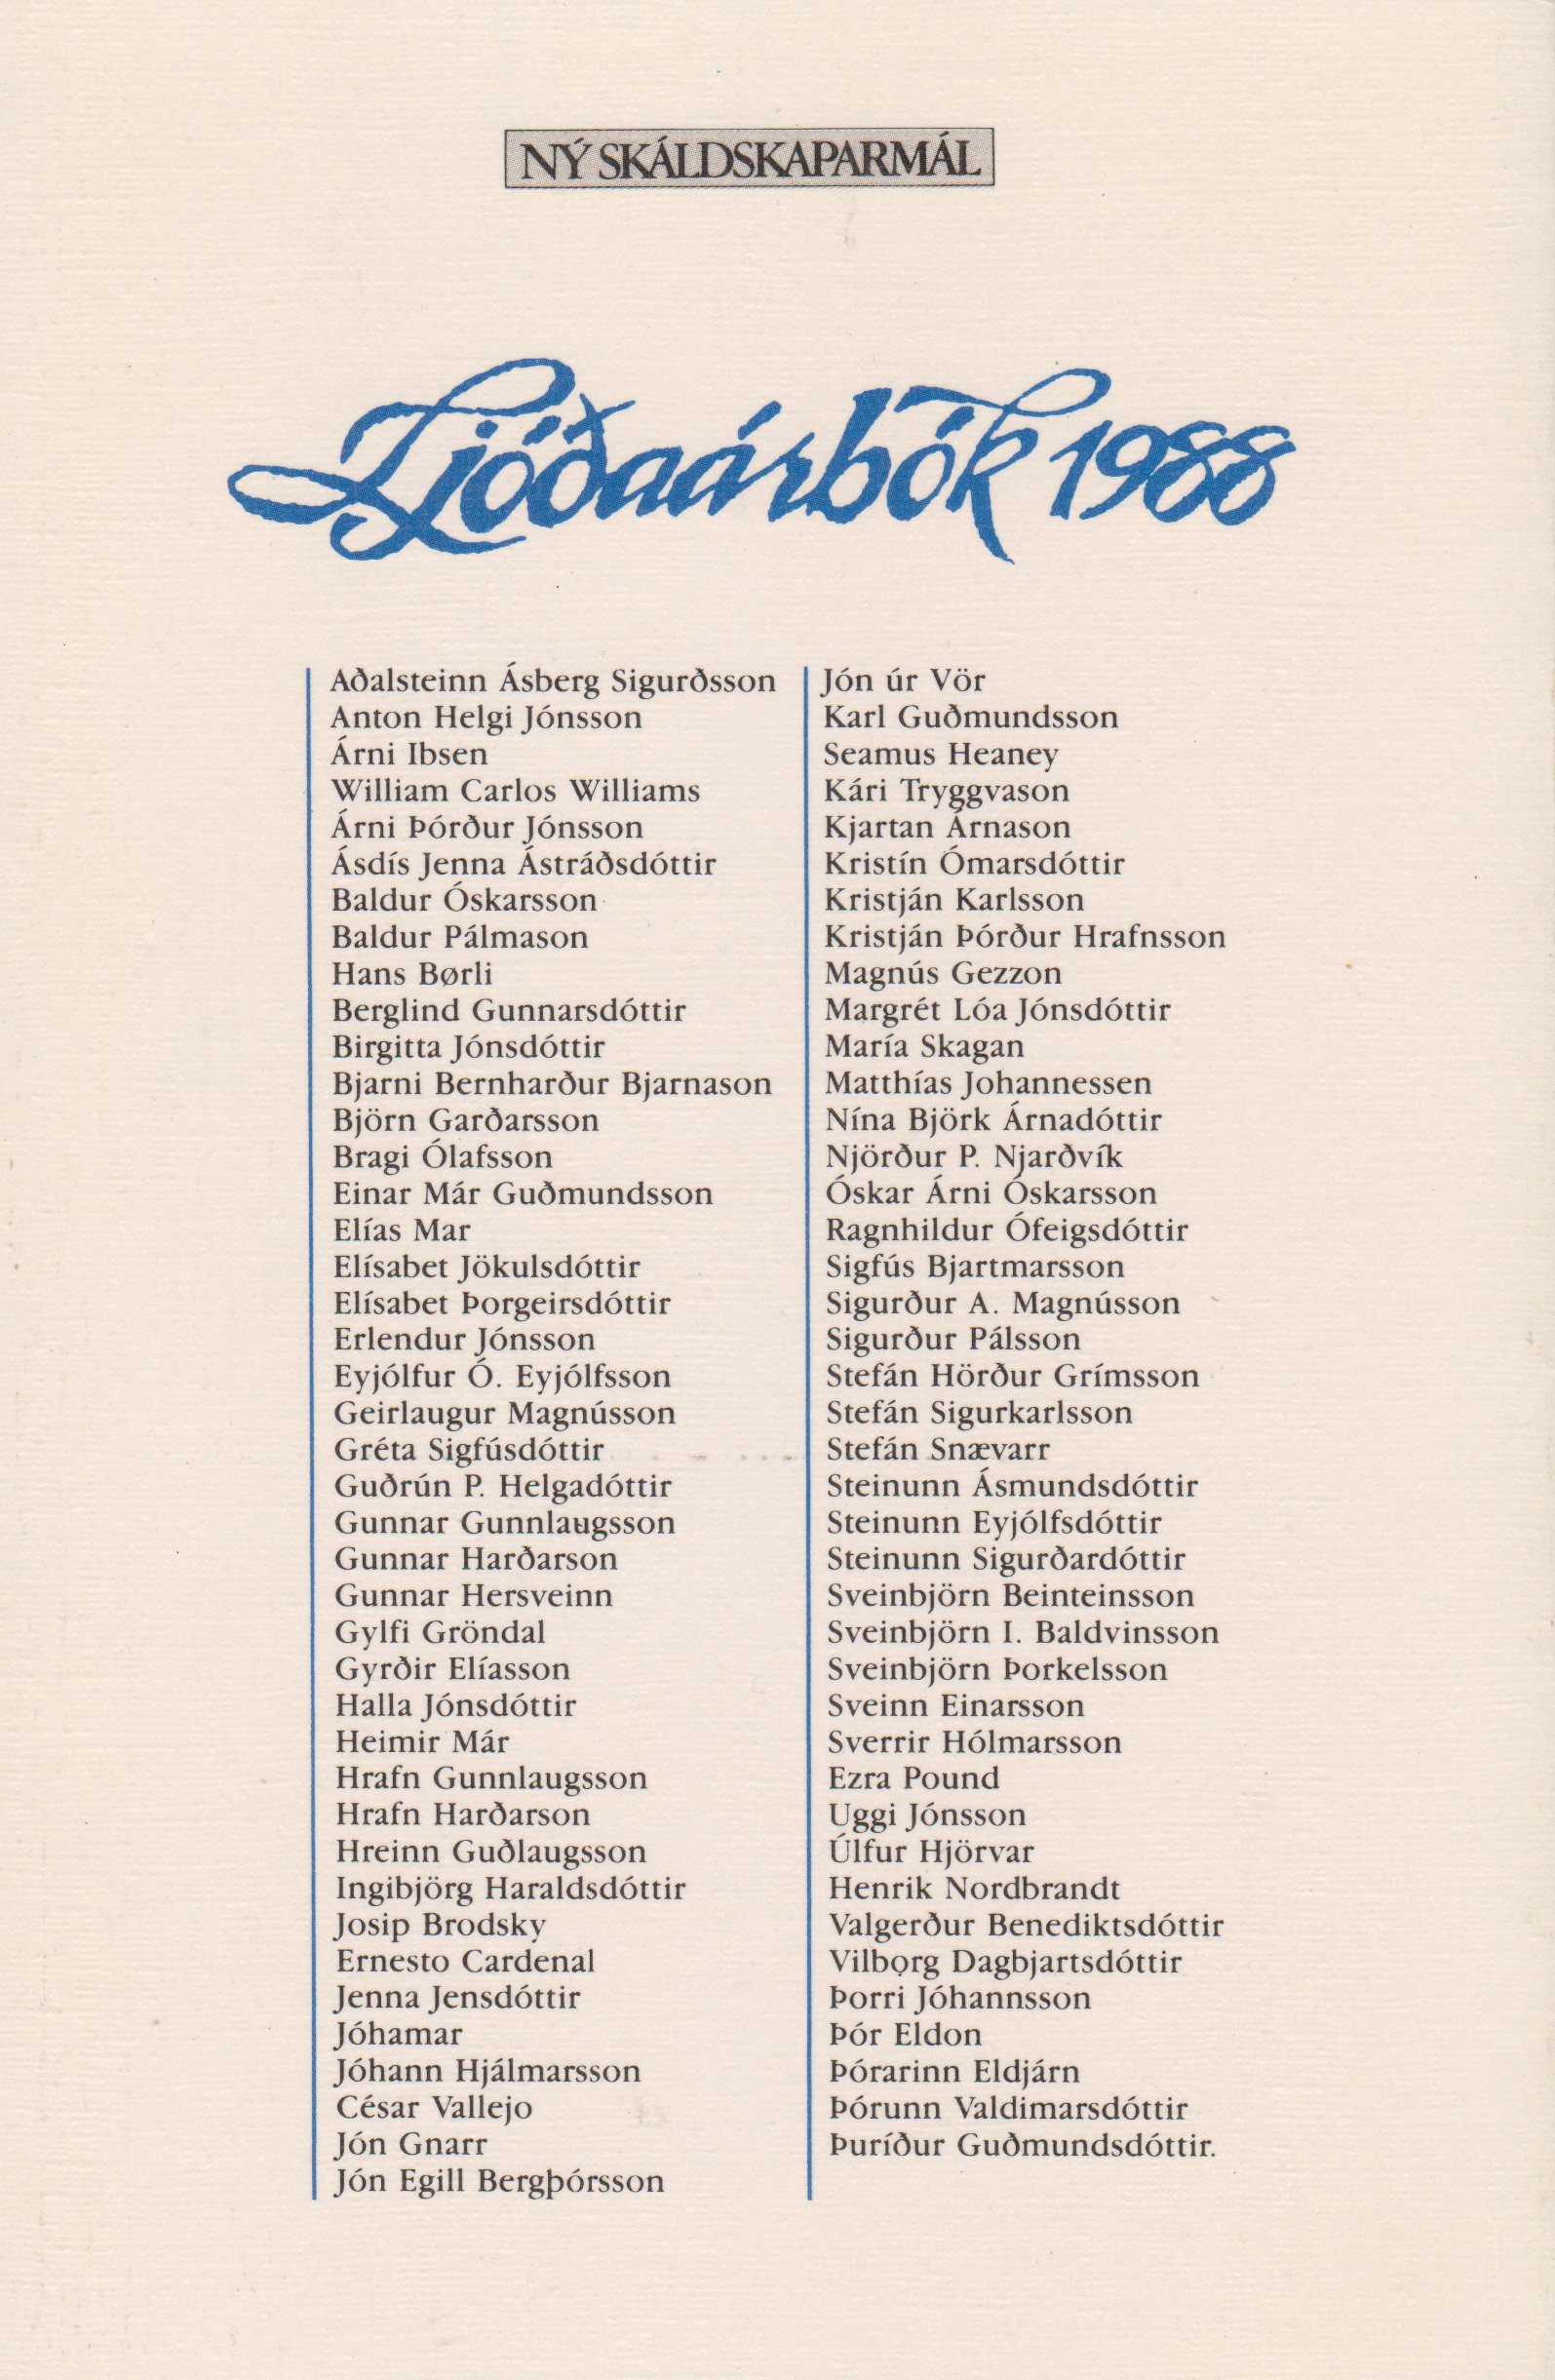 NÝ SKÁLDSKAPARMÁL
Ljóðaárbók 1988
Aðalsteinn Ásberg Sigurðsson
Anton Helgi Jónsson
Árni Ibsen
William Carlos Williams
Árni Þórður Jónsson
Ásdís Jenna Ástráðsdóttir
Baldur Óskarsson
Baldur Pálmason
Hans Børli
Berglind Gunnarsdóttir
Birgitta Jónsdóttir
Bjarni Bernharður Bjarnason
Björn Garðarsson
Bragi Ólafsson
Einar Már Guðmundsson
Elías Mar
Elísabet Jökulsdóttir
Elísabet Þorgeirsdóttir
Erlendur Jónsson
Eyjólfur Ó. Eyjólfsson
Geirlaugur Magnússon
Gréta Sigfúsdóttir
Guðrún P. Helgadóttir
Gunnar Gunnlaugsson
Gunnar Harðarson
Gunnar Hersveinn
Gylfi Gröndal
Gyrðir Elíasson
Halla Jónsdóttir
Heimir Már
Hrafn Gunnlaugsson
Hrafn Harðarson
Hreinn Guðlaugsson
Ingibjörg Haraldsdóttir
Josip Brodsky
Ernesto Cardenal
Jenna Jensdóttir
Jóhamar
Jóhann Hjálmarsson
César Vallejo
Jón Gnarr
Jón Egill Bergþórsson
Jón úr Vör
Karl Guðmundsson
Seamus Heaney
Kári Tryggvason
Kjartan Árnason
Kristín Ómarsdóttir
Kristján Karlsson
Kristján Þórður Hrafnsson
Magnús Gezzon
Margrét Lóa Jónsdóttir
María Skagan
Matthías Johannessen
Nína Björk Árnadóttir
Njörður P. Njarðvík
Óskar Árni Óskarsson
Ragnhildur Ófeigsdóttir
Sigfús Bjartmarsson
Sigurður A. Magnússon
Sigurður Pálsson
Stefán Hörður Grímsson
Stefán Sigurkarlsson
Stefán Snævarr
Steinunn Ásmundsdóttir
Steinunn Eyjólfsdóttir
Steinunn Sigurðardóttir
Sveinbjörn Beinteinsson
Sveinbjörn I. Baldvinsson
Sveinbjörn Þorkelsson
Sveinn Einarsson
Sverrir Hólmarsson
Ezra Pound
Uggi Jónsson
Úlfur Hjörvar
Henrik Nordbrandt
Valgerður Benediktsdóttir
Vilborg Dagbjartsdóttir
Þorri Jóhannsson
Þór Eldon
Þórarinn Eldjárn
Þórunn Valdimarsdóttir
Þuríður Guðmundsdóttir.